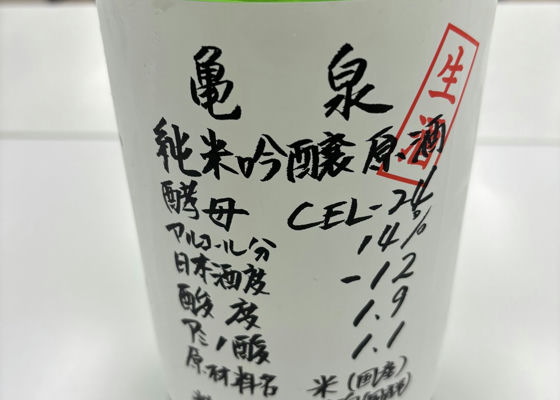 亀泉
生酒
純米吟醸原酒
酵母 CEL-24
アルコール分 14%
日本酒度 -12
酸度 1.9
アミノ酸 1.1
原材料名 米(国産)